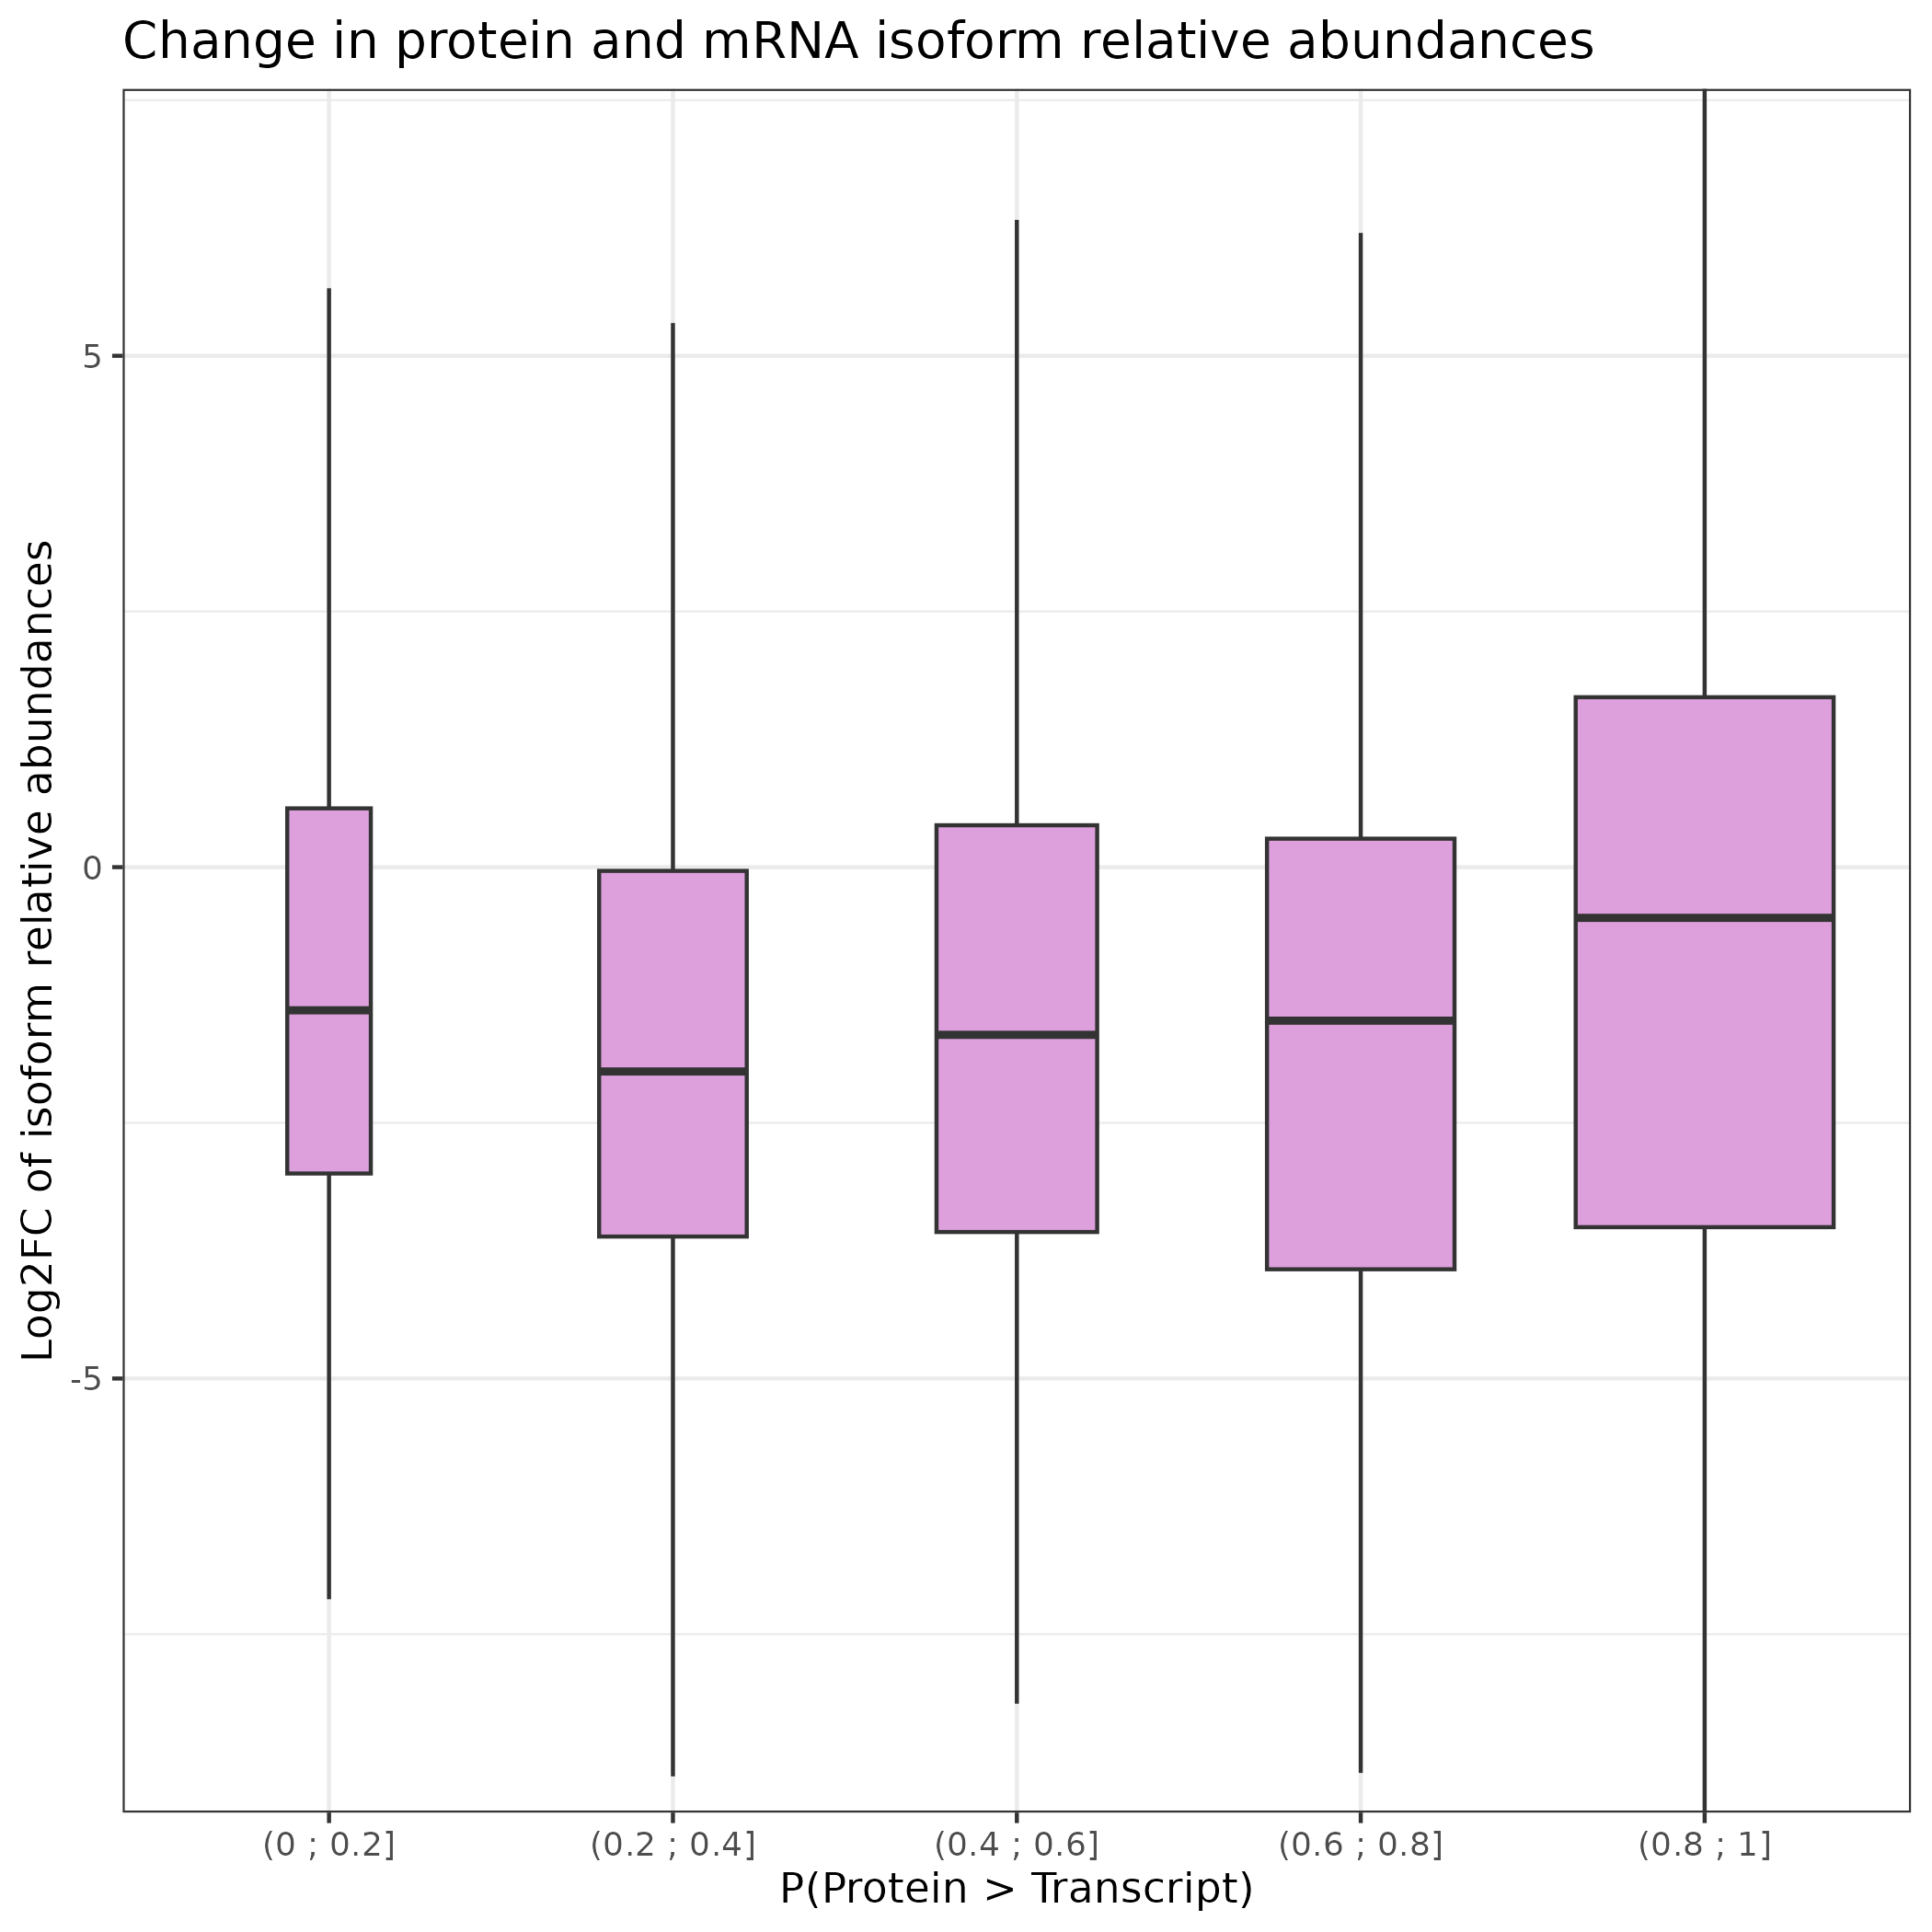 Change in protein and mRNA isoform relative abundances
Log2FC of isoform relative abundances
5
0
-5
(0 ; 0.2]
(0.2 ; 0.4]
(0.4 ; 0.6]
(0.6 ; 0.8]
(0.8 ; 1]
P(Protein > Transcript)